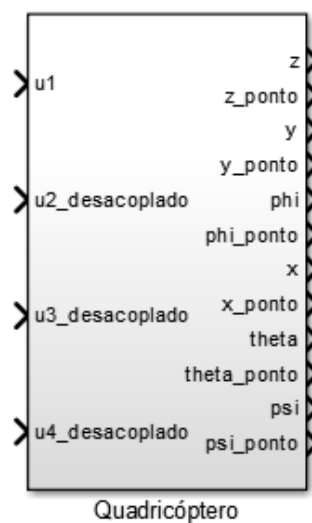 u1
u2_desacoplado
u3_desacoplado
u4_desacoplado
z
z_ponto
y
y_ponto
phi
phi_ponto
x
x_ponto
theta
theta_ponto
psi
psi_ponto
Quadricóptero